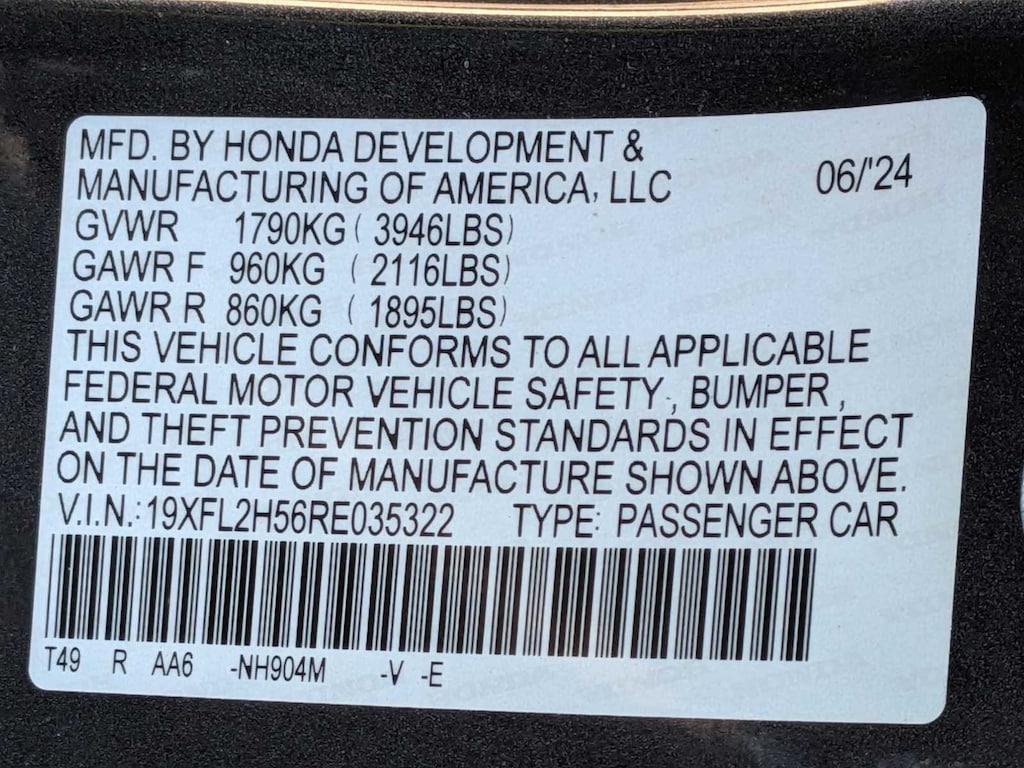 MFD. BY HONDA DEVELOPMENT &
MANUFACTURING OF AMERICA, LLC 06/'24
GVWR 1790KG ( 3946LBS)
GAWR F 960KG ( 2116LBS)
GAWR R 860KG ( 1895LBS)
THIS VEHICLE CONFORMS TO ALL APPLICABLE
FEDERAL MOTOR VEHICLE SAFETY, BUMPER,
AND THEFT PREVENTION STANDARDS IN EFFECT
ON THE DATE OF MANUFACTURE SHOWN ABOVE.
V.I.N.: 19XFL2H56RE035322 TYPE: PASSENGER CAR
T49 R AA6 -NH904M -V -E